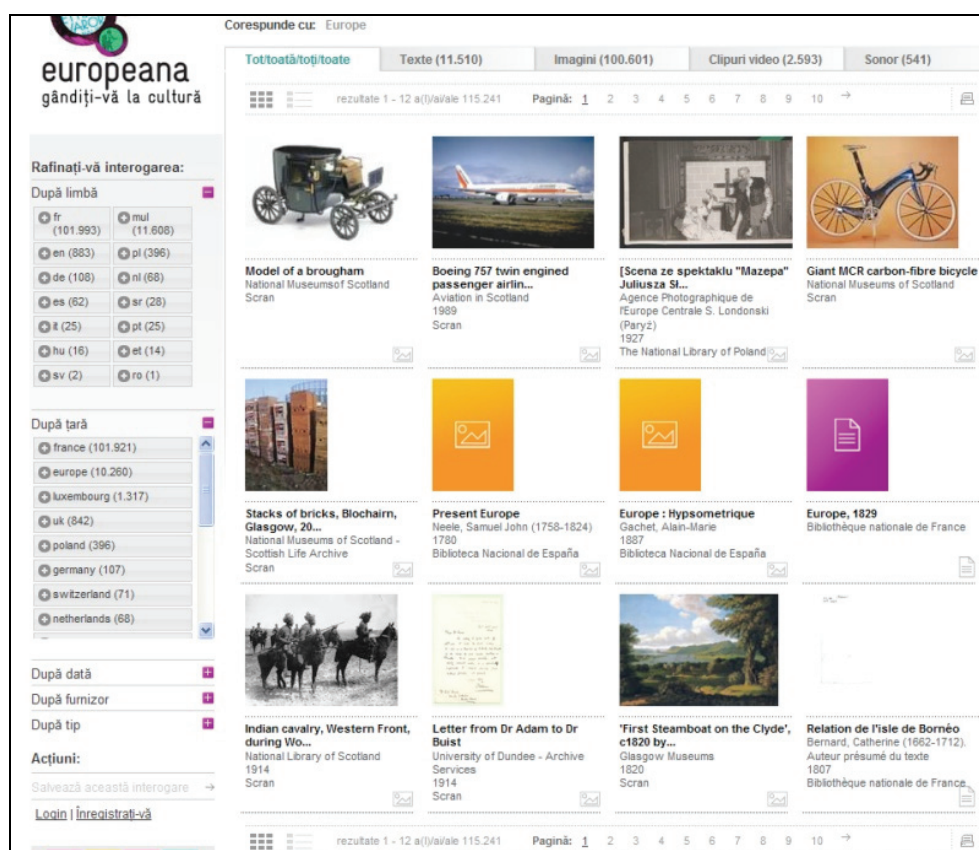 Corespunde cu: Europe
europeana
gândiți-vă la cultură
Tot/toată/toți/toate
Texte (11.510)
Imagini (100.601)
Clipuri video (2.593)
Sonor (541)
rezultate 1 - 12 a(l)/ai/ale 115.241
Pagină: 1 2 3 4 5 6 7 8 9 10 →
Rafinați-vă interogarea:
După limbă
fr (101.993)
mul (11.608)
en (883)
pl (396)
de (108)
nl (68)
es (62)
sr (28)
it (25)
pt (25)
hu (16)
et (14)
sv (2)
ro (1)
După țară
france (101.921)
europe (10.260)
luxembourg (1.317)
uk (842)
poland (396)
germany (107)
switzerland (71)
netherlands (68)
După dată
După furnizor
După tip
Acțiuni:
Salvează această interogare →
Login | Înregistrați-vă
Model of a brougham
National Museumsof Scotland
Scran
Boeing 757 twin engined
passenger airlin...
Aviation in Scotland
1989
Scran
[Scena ze spektaklu "Mazepa"
Juliusza Sł...
Agence Photographique de
l'Europe Centrale S. Londonski
(Paryż)
1927
The National Library of Poland
Giant MCR carbon-fibre bicycle
National Museums of Scotland
Scran
Stacks of bricks, Blochairn,
Glasgow, 20...
National Museums of Scotland -
Scottish Life Archive
Scran
Present Europe
Neele, Samuel John (1758-1824)
1780
Biblioteca Nacional de España
Europe : Hypsometrique
Gachet, Alain-Marie
1887
Biblioteca Nacional de España
Europe, 1829
Bibliothèque nationale de France
Indian cavalry, Western Front,
during Wo...
National Library of Scotland
1914
Scran
Letter from Dr Adam to Dr
Buist
University of Dundee - Archive
Services
1914
Scran
'First Steamboat on the Clyde',
c1820 by...
Glasgow Museums
1820
Scran
Relation de l'isle de Bornéo
Bernard, Catherine (1662-1712).
Auteur présumé du texte
1807
Bibliothèque nationale de France
rezultate 1 - 12 a(l)/ai/ale 115.241
Pagină: 1 2 3 4 5 6 7 8 9 10 →